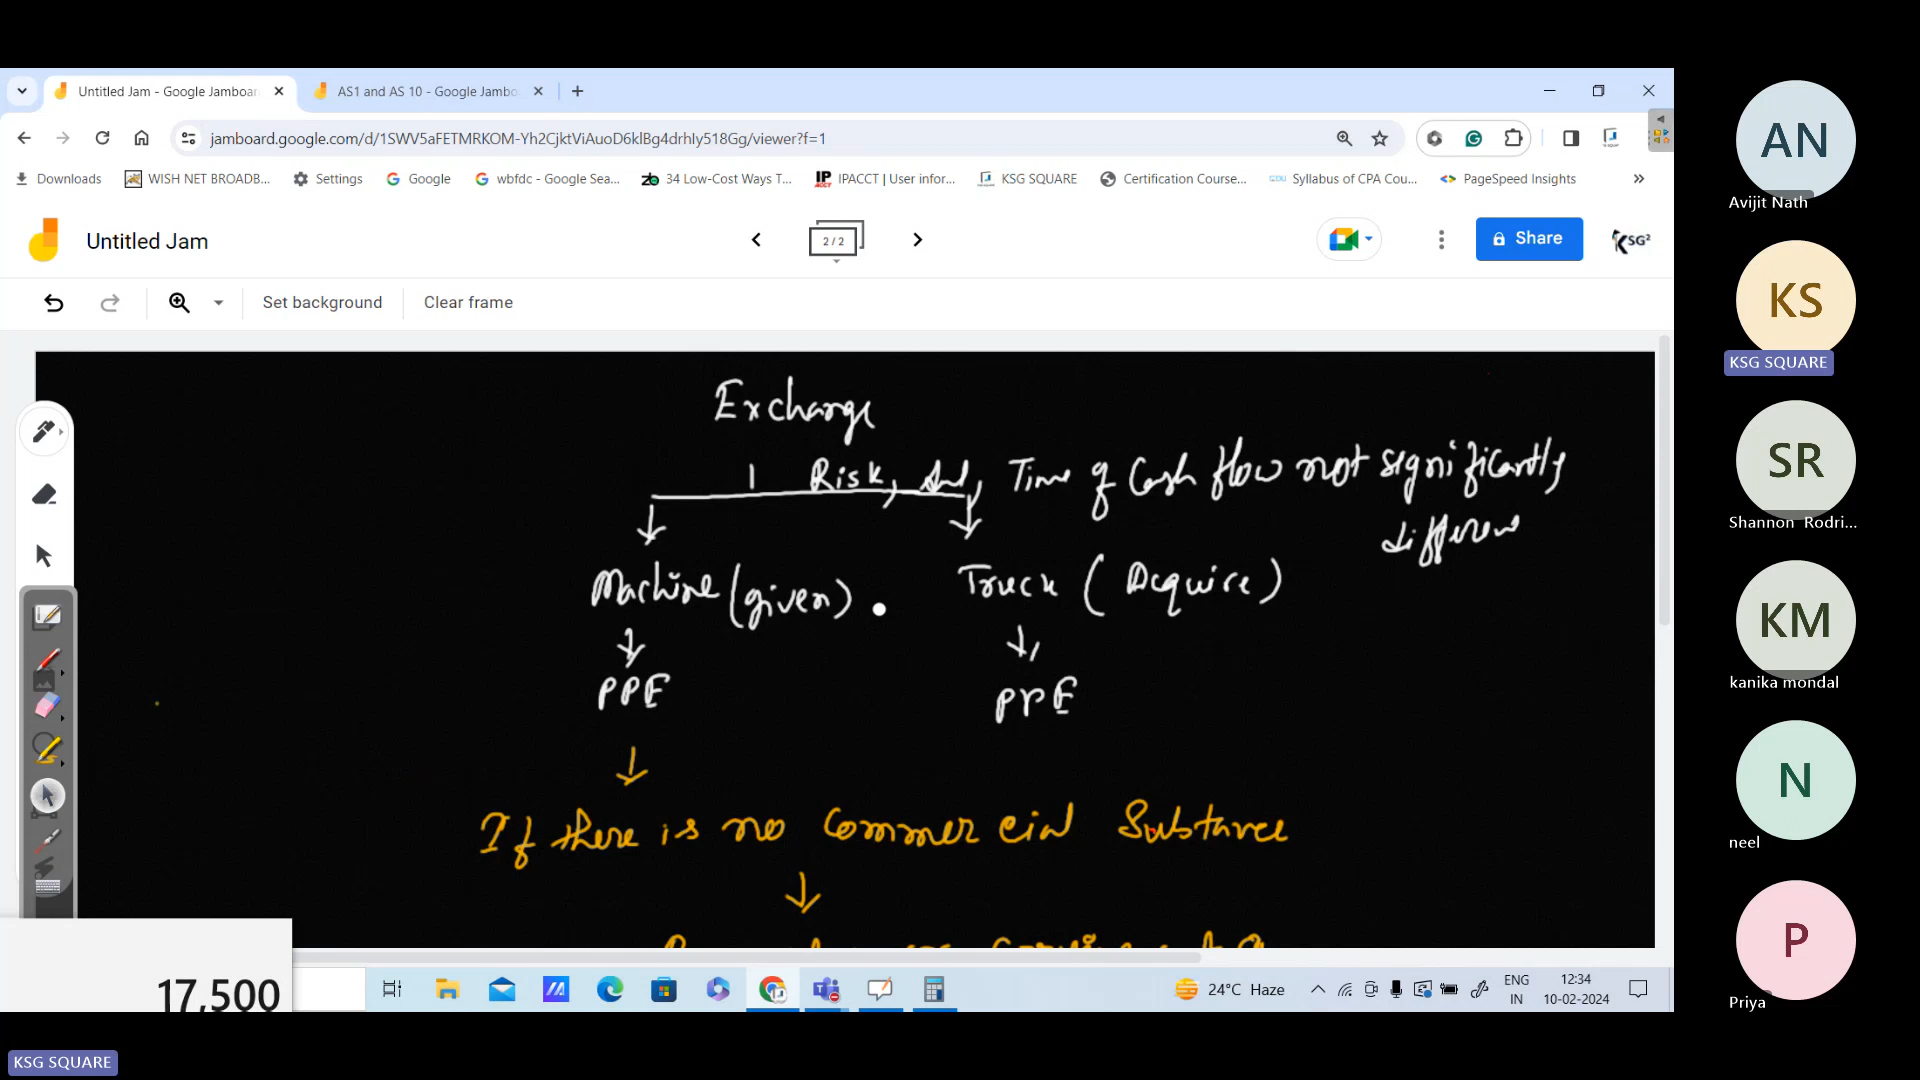 Untitled Jam - Google Jamboar
AS1 and AS 10 - Google Jambo
jamboard.google.com/d/1SWV5aFETMRKOM-Yh2CjktViAuoD6klBg4drhIy518Gg/viewer?f=1
Downloads WISH NET BROADB... Settings Google wbfdc - Google Sea... 34 Low-Cost Ways T... IPACCT | User infor... KSG SQUARE Certification Course... Syllabus of CPA Cou... PageSpeed Insights
Untitled Jam
2 / 2
Share
KSG²
Set background
Clear frame
Exchange
Risk, Time of Cash flow not significantly
different
Machine (given) Truck (Acquire)
PPE PPE
If there is no Commercial Substance
17,500
24°C Haze
ENG
IN
12:34
10-02-2024
AN
Avijit Nath
KS
KSG SQUARE
SR
Shannon Rodri...
KM
kanika mondal
N
neel
P
Priya
KSG SQUARE